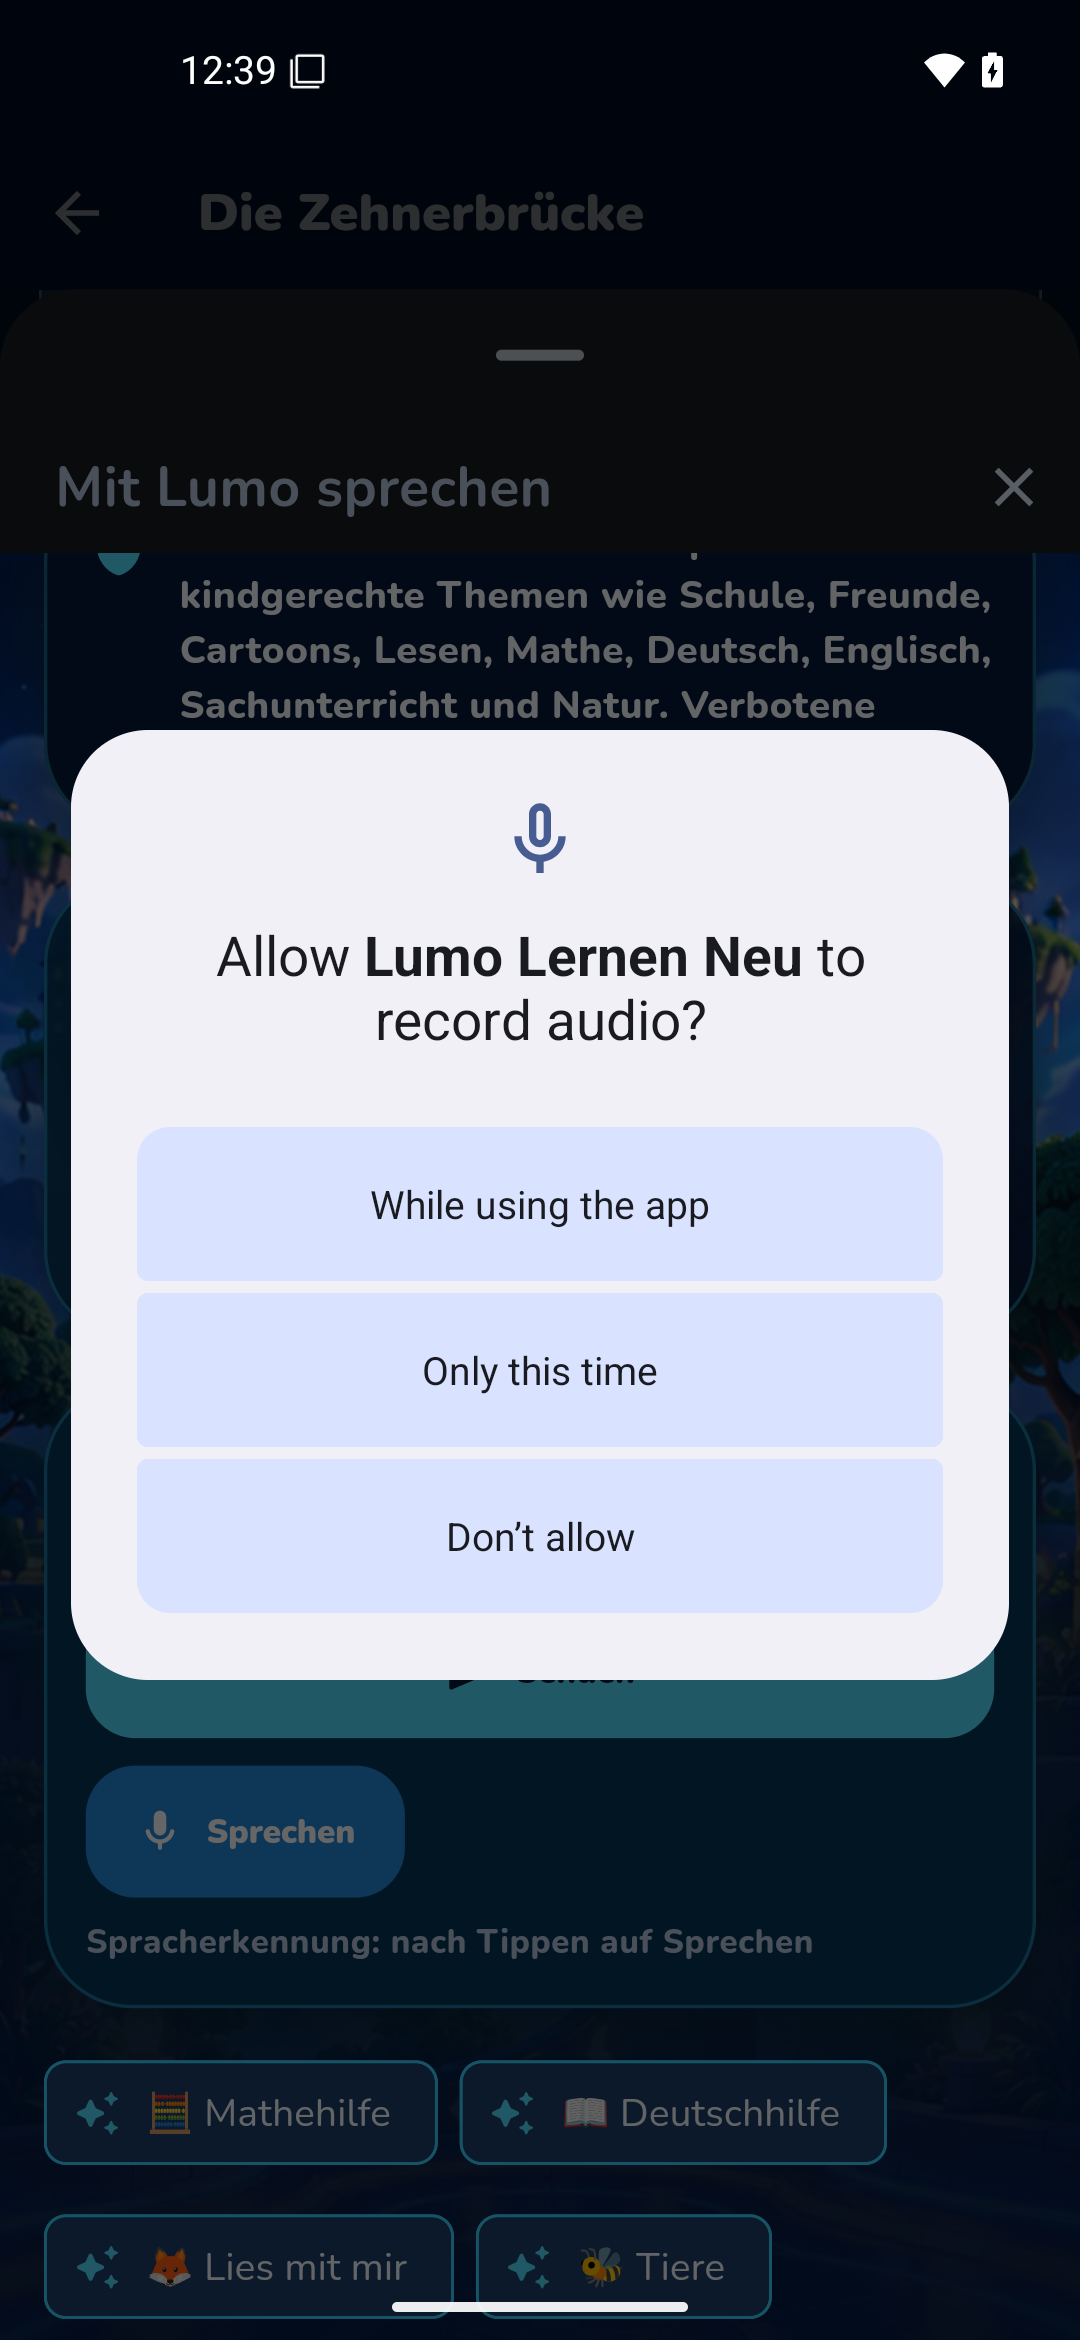 12:39
Die Zehnerbrücke
Mit Lumo sprechen
kindgerechte Themen wie Schule, Freunde,
Cartoons, Lesen, Mathe, Deutsch, Englisch,
Sachunterricht und Natur. Verbotene
Allow Lumo Lernen Neu to
record audio?
While using the app
Only this time
Don’t allow
Sprechen
Spracherkennung: nach Tippen auf Sprechen
Mathehilfe
Deutschhilfe
Lies mit mir
Tiere